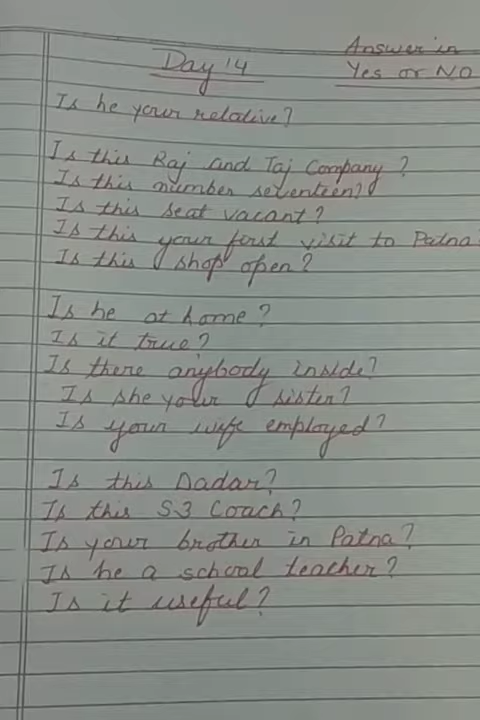 Day 14
Answer in
Yes or NO
Is he your relative?
Is this Raj and Taj Company?
Is this number seventeen?
Is this seat vacant?
Is this your first visit to Patna?
Is this shop open?
Is he at home?
Is it true?
Is there anybody inside?
Is she your sister?
Is your wife employed?
Is this Dadar?
Is this S3 Coach?
Is your brother in Patna?
Is he a school teacher?
Is it useful?